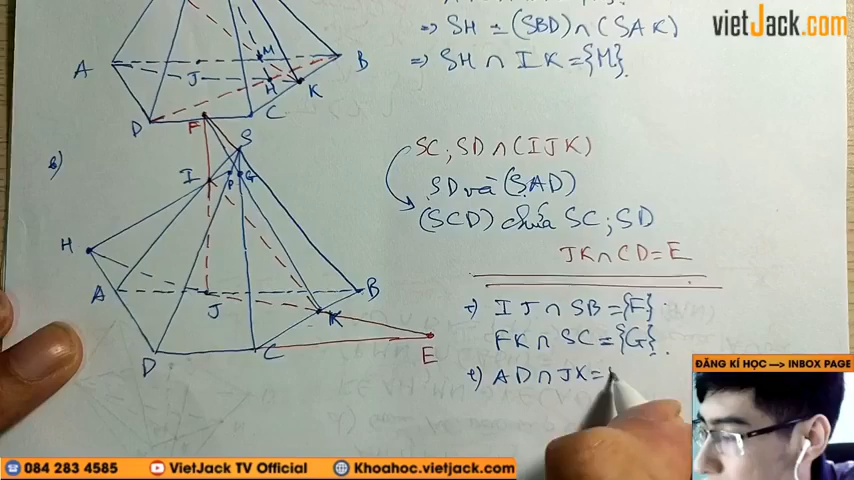 vietJack.com
⇒ SH = (SBD) ∩ (SAK)
⇒ SH ∩ IK = {M}.
A
J
M
H
B
K
D
C
F
b)
S
SC; SD ∩ (IJK)
I
P
G
SD và (SAD)
(SCD) chứa SC; SD
H
JK ∩ CD = E
A
B
J
K
+) IJ ∩ SB = {F}.
FK ∩ SC = {G}.
D
C
E
+) AD ∩ JK =
ĐĂNG KÍ HỌC —> INBOX PAGE
084 283 4585
VietJack TV Official
Khoahoc.vietjack.com